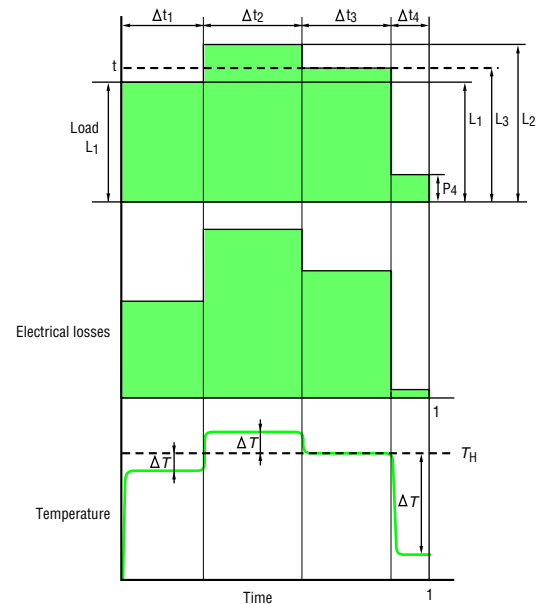 Δt1 Δt2 Δt3 Δt4
t
Load
L1
L1
L3
L2
P4
Electrical losses
1
ΔT
ΔT
TH
ΔT
Temperature
Time
1